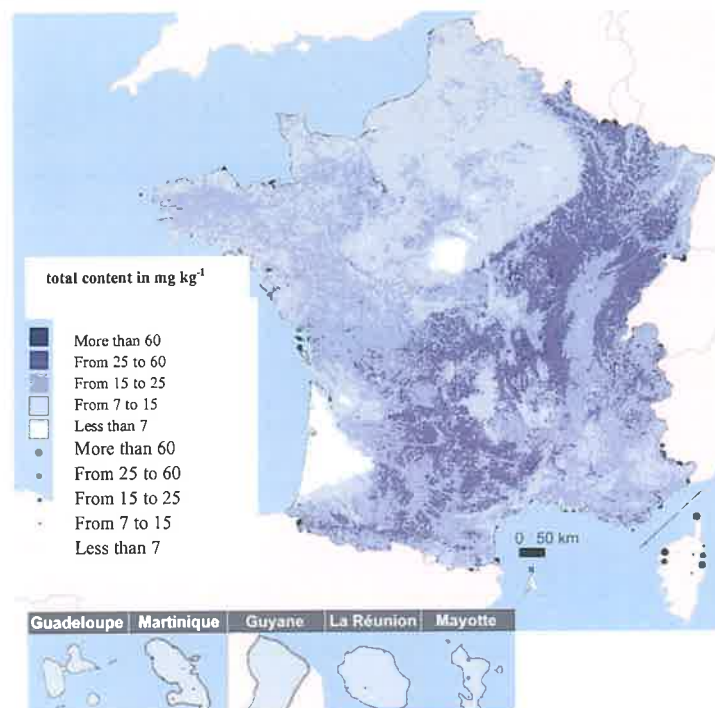 total content in mg kg-1
More than 60
From 25 to 60
From 15 to 25
From 7 to 15
Less than 7
More than 60
From 25 to 60
From 15 to 25
From 7 to 15
Less than 7
0 50 km
N
Guadeloupe Martinique Guyane La Réunion Mayotte